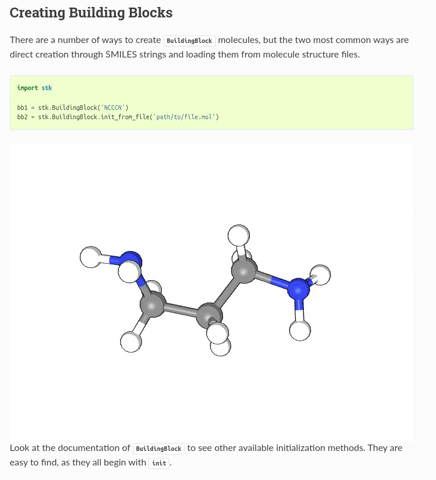 Creating Building Blocks
There are a number of ways to create BuildingBlock molecules, but the two most common ways are
direct creation through SMILES strings and loading them from molecule structure files.
import stk
bb1 = stk.BuildingBlock('NCCCN')
bb2 = stk.BuildingBlock.init_from_file('path/to/file.mol')
Look at the documentation of BuildingBlock to see other available initialization methods. They are
easy to find, as they all begin with init.